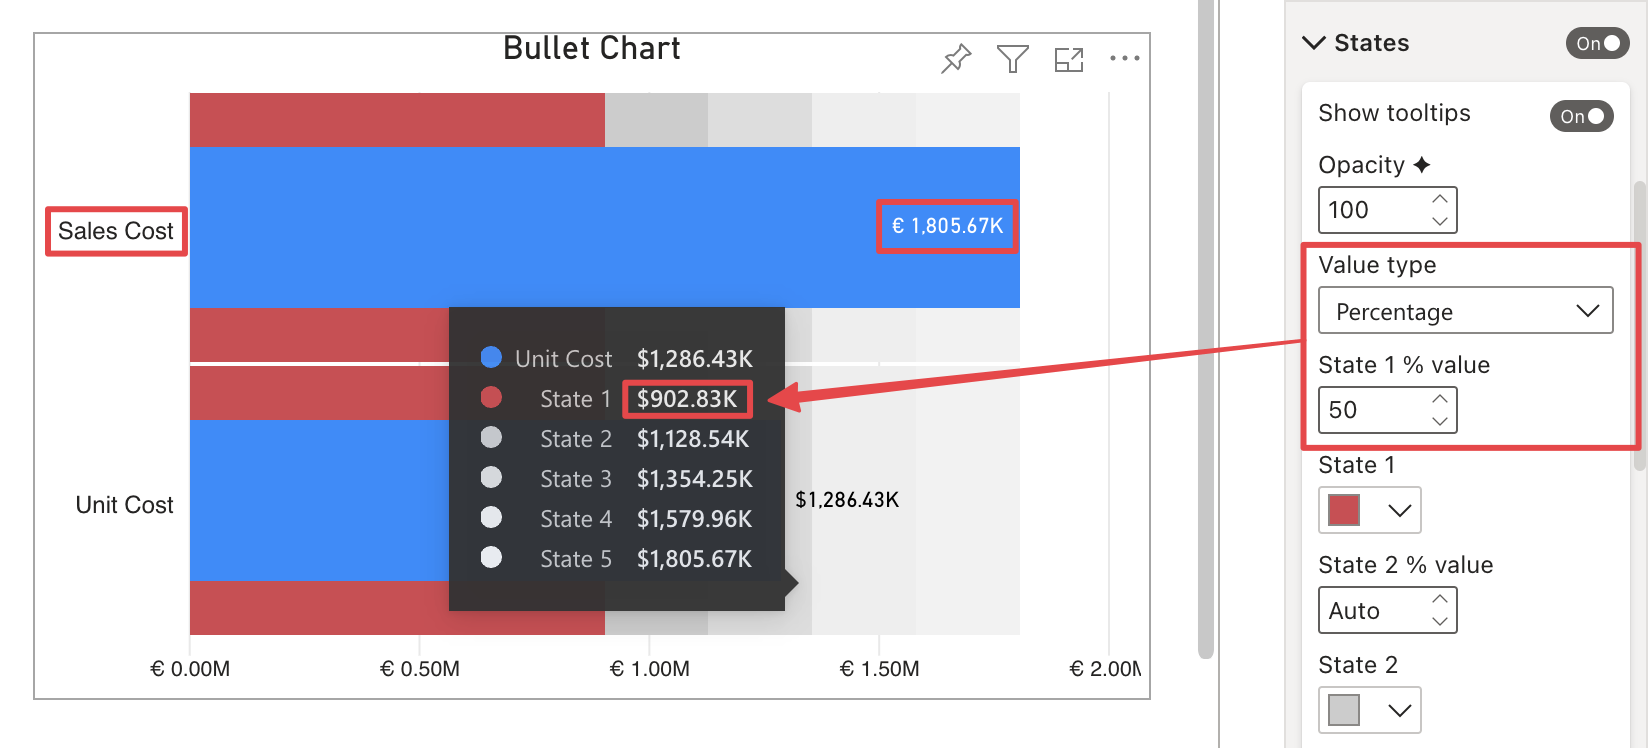 Bullet Chart
Sales Cost
€ 1,805.67K
Unit Cost $1,286.43K
State 1 $902.83K
State 2 $1,128.54K
State 3 $1,354.25K
State 4 $1,579.96K
State 5 $1,805.67K
Unit Cost
$1,286.43K
€ 0.00M € 0.50M € 1.00M € 1.50M € 2.00M
States
On
Show tooltips
On
Opacity
100
Value type
Percentage
State 1 % value
50
State 1
State 2 % value
Auto
State 2